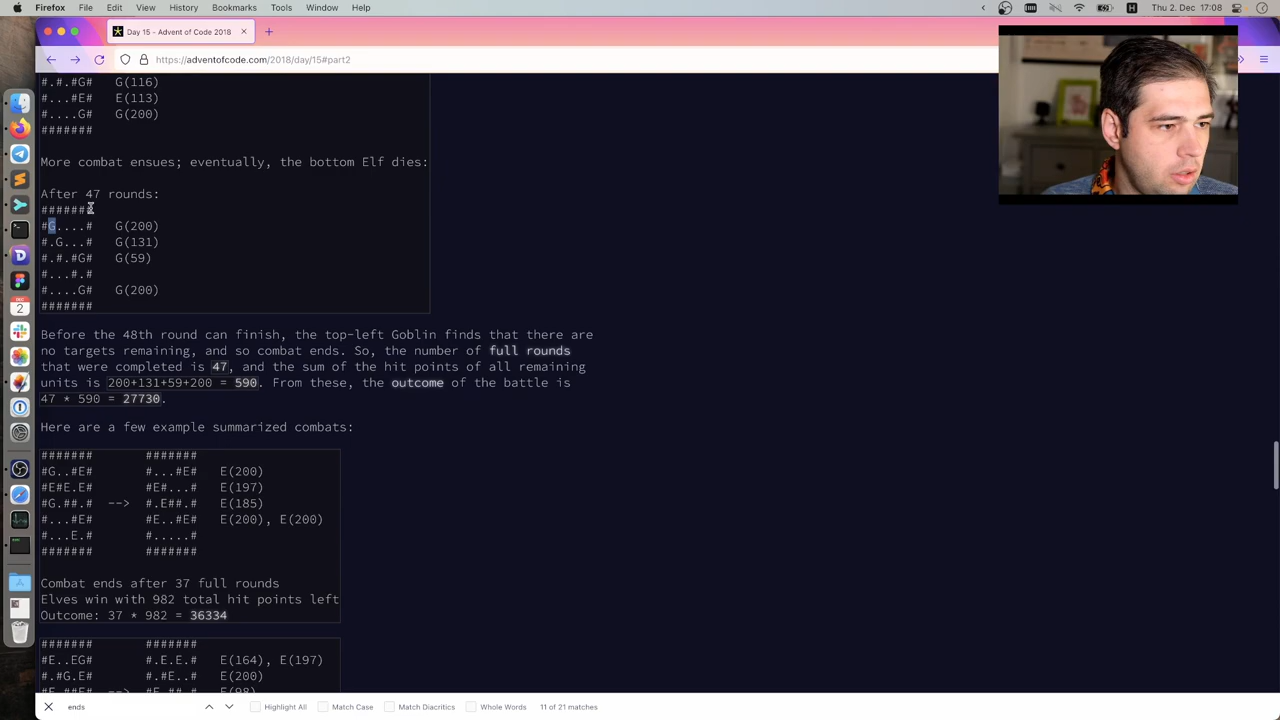 Firefox File Edit View History Bookmarks Tools Window Help
Thu 2. Dec 17:08
Day 15 - Advent of Code 2018
https://adventofcode.com/2018/day/15#part2
#.#.#G# G(116)
#...#E# E(113)
#....G# G(200)
#######
More combat ensues; eventually, the bottom Elf dies:
After 47 rounds:
#######
#G....# G(200)
#.G...# G(131)
#.#.#G# G(59)
#...#.#
#....G# G(200)
#######
Before the 48th round can finish, the top-left Goblin finds that there are
no targets remaining, and so combat ends. So, the number of full rounds
that were completed is 47, and the sum of the hit points of all remaining
units is 200+131+59+200 = 590. From these, the outcome of the battle is
47 * 590 = 27730.
Here are a few example summarized combats:
####### #######
#G..#E# #...#E# E(200)
#E#E.E# #E#...# E(197)
#G.##.# --> #.E##.# E(185)
#...#E# #E..#E# E(200), E(200)
#...E.# #.....#
####### #######
Combat ends after 37 full rounds
Elves win with 982 total hit points left
Outcome: 37 * 982 = 36334
####### #######
#E..EG# #.E.E.# E(164), E(197)
#.#G.E# #.#E..# E(200)
#E.##E# --> #E.##.# E(98)
DEC
2
ends
Highlight All Match Case Match Diacritics Whole Words 11 of 21 matches